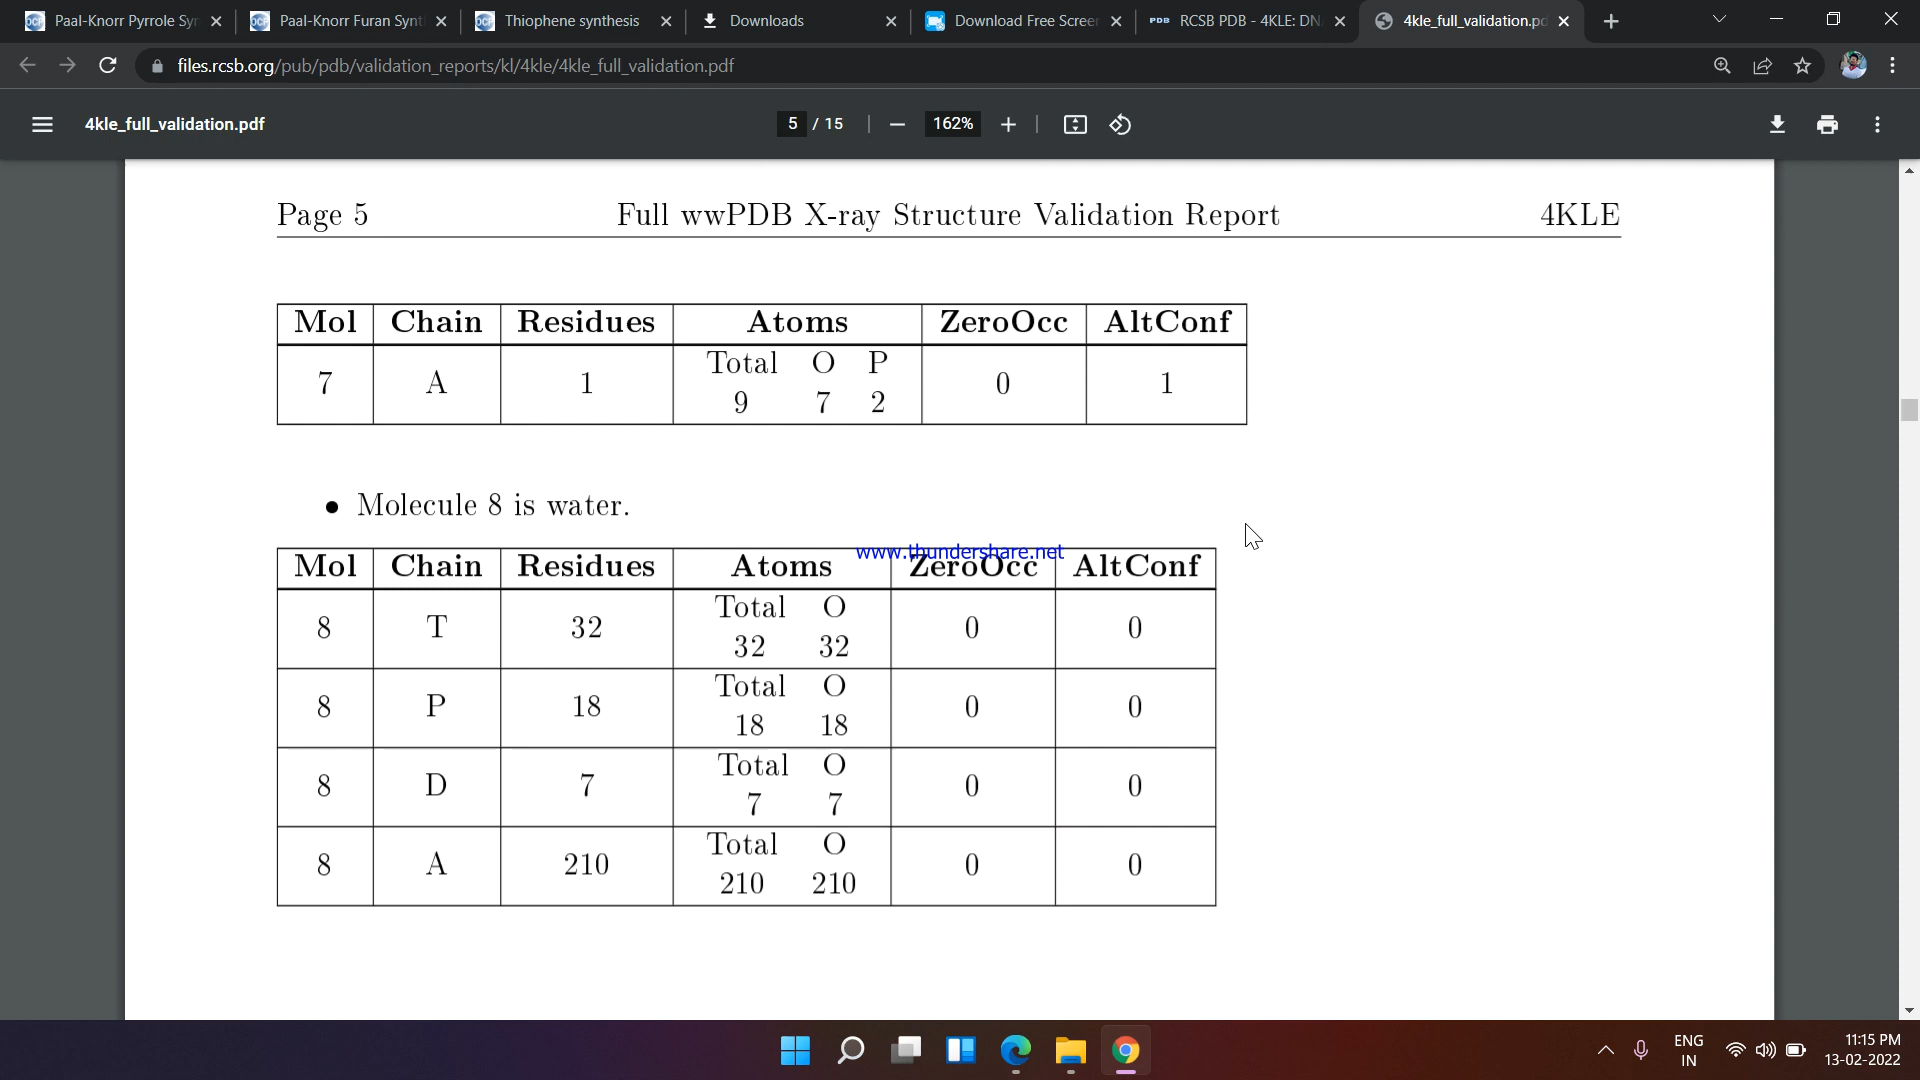 Paal-Knorr Pyrrole Syn
Paal-Knorr Furan Synt
Thiophene synthesis
Downloads
Download Free Screen
PDB RCSB PDB - 4KLE: DN
4kle_full_validation.pd
files.rcsb.org/pub/pdb/validation_reports/kl/4kle/4kle_full_validation.pdf
4kle_full_validation.pdf
5 / 15
162%
Page 5 Full wwPDB X-ray Structure Validation Report 4KLE
Mol Chain Residues Atoms ZeroOcc AltConf
Total O P
7 A 1 0 1
9 7 2
• Molecule 8 is water.
www.thundershare.net
Mol Chain Residues Atoms ZeroOcc AltConf
Total O
8 T 32 0 0
32 32
Total O
8 P 18 0 0
18 18
Total O
8 D 7 0 0
7 7
Total O
8 A 210 0 0
210 210
ENG
IN
11:15 PM
13-02-2022